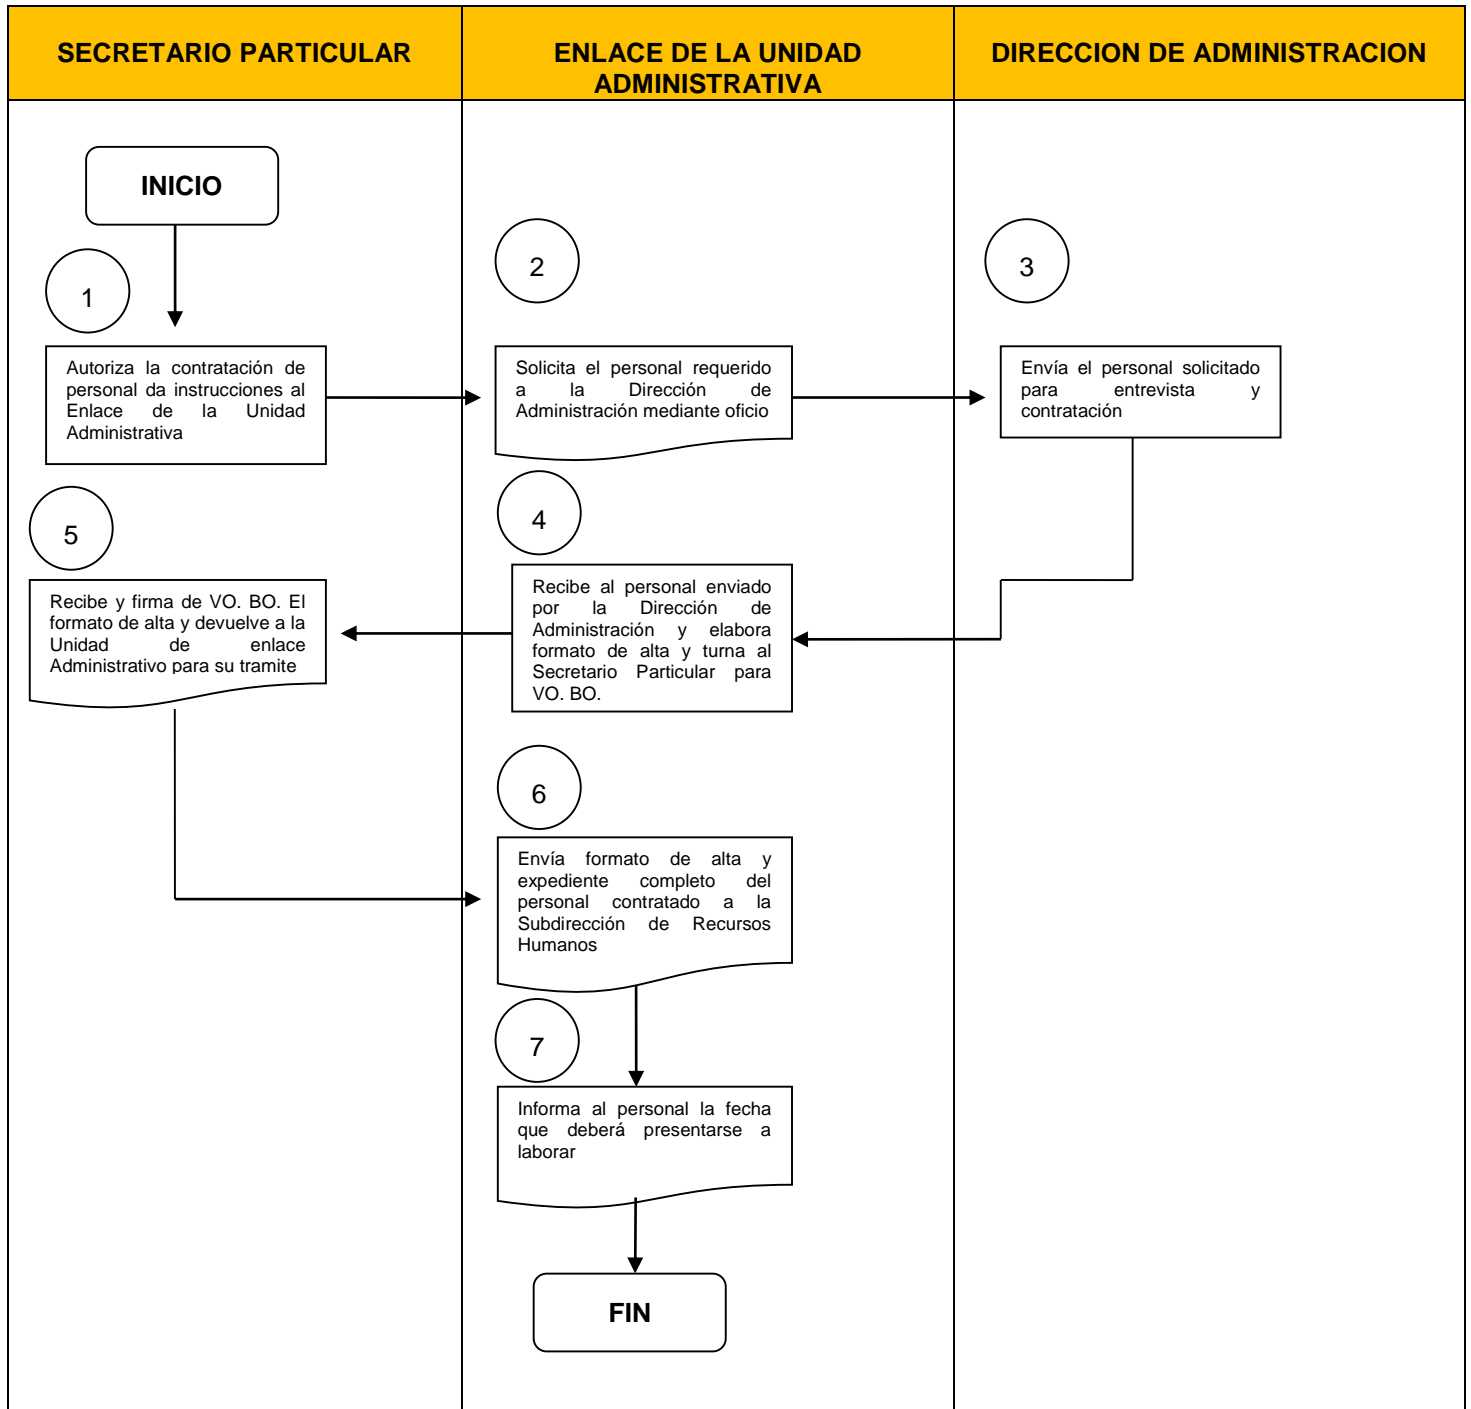 SECRETARIO PARTICULAR
ENLACE DE LA UNIDAD
ADMINISTRATIVA
DIRECCION DE ADMINISTRACION
INICIO
1
Autoriza la contratación de
personal da instrucciones al
Enlace de la Unidad
Administrativa
2
Solicita el personal requerido
a la Dirección de
Administración mediante oficio
3
Envía el personal solicitado
para entrevista y
contratación
4
Recibe al personal enviado
por la Dirección de
Administración y elabora
formato de alta y turna al
Secretario Particular para
VO. BO.
5
Recibe y firma de VO. BO. El
formato de alta y devuelve a la
Unidad de enlace
Administrativo para su tramite
6
Envía formato de alta y
expediente completo del
personal contratado a la
Subdirección de Recursos
Humanos
7
Informa al personal la fecha
que deberá presentarse a
laborar
FIN